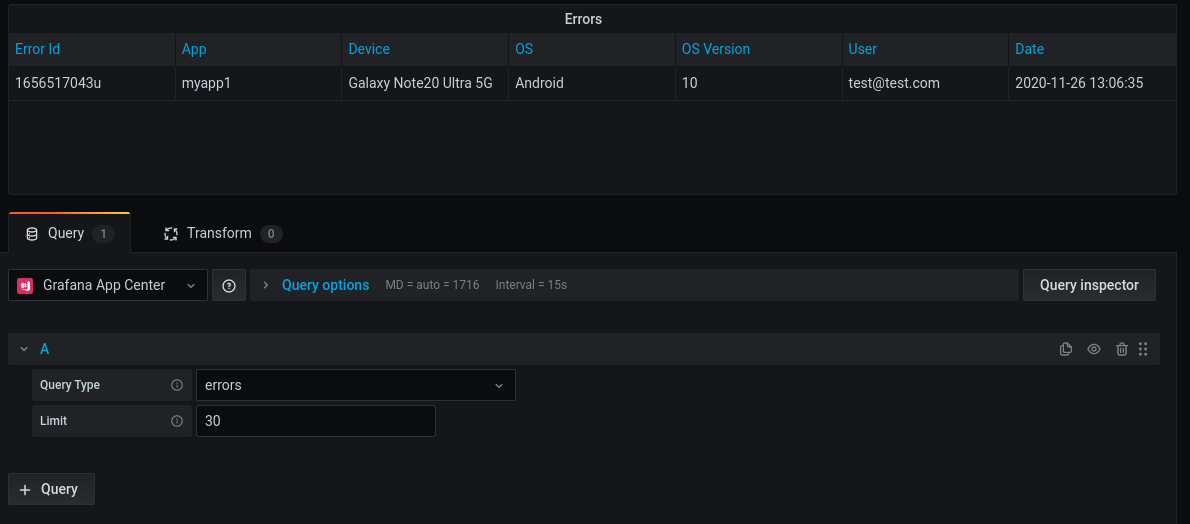 Errors
Error Id App Device OS OS Version User Date
1656517043u myapp1 Galaxy Note20 Ultra 5G Android 10 test@test.com 2020-11-26 13:06:35
Query 1 Transform 0
Grafana App Center Query options MD = auto = 1716 Interval = 15s Query inspector
A
Query Type errors
Limit 30
+ Query